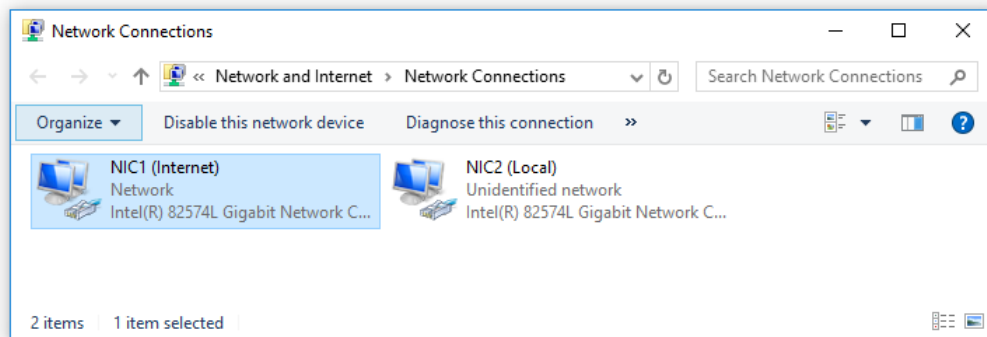 Network Connections
« Network and Internet › Network Connections
Search Network Connections
Organize Disable this network device Diagnose this connection »
NIC1 (Internet)
Network
Intel(R) 82574L Gigabit Network C...
NIC2 (Local)
Unidentified network
Intel(R) 82574L Gigabit Network C...
2 items 1 item selected